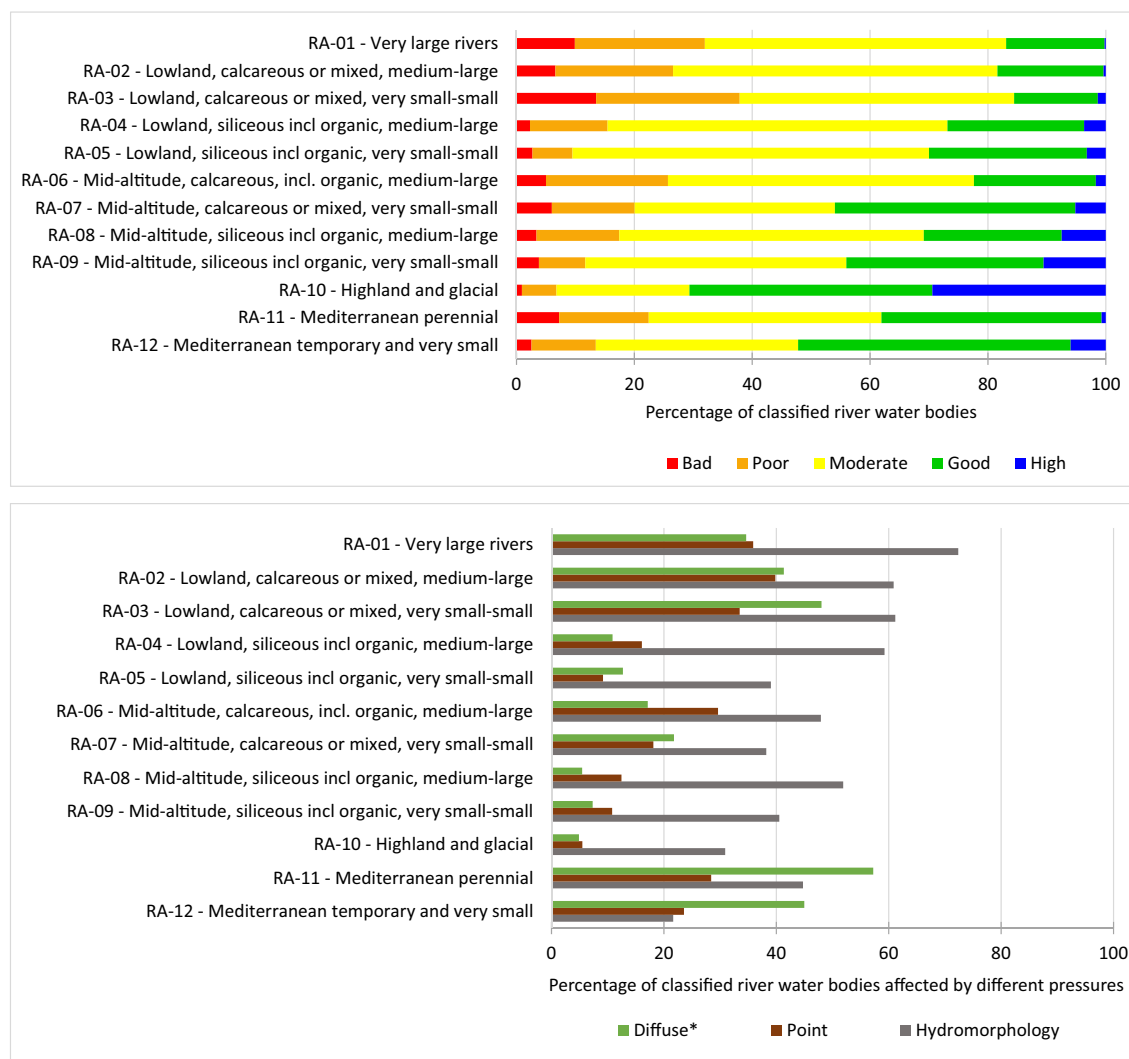 RA-01 - Very large rivers
RA-02 - Lowland, calcareous or mixed, medium-large
RA-03 - Lowland, calcareous or mixed, very small-small
RA-04 - Lowland, siliceous incl organic, medium-large
RA-05 - Lowland, siliceous incl organic, very small-small
RA-06 - Mid-altitude, calcareous, incl. organic, medium-large
RA-07 - Mid-altitude, calcareous or mixed, very small-small
RA-08 - Mid-altitude, siliceous incl organic, medium-large
RA-09 - Mid-altitude, siliceous incl organic, very small-small
RA-10 - Highland and glacial
RA-11 - Mediterranean perennial
RA-12 - Mediterranean temporary and very small
0 20 40 60 80 100
Percentage of classified river water bodies
Bad Poor Moderate Good High
RA-01 - Very large rivers
RA-02 - Lowland, calcareous or mixed, medium-large
RA-03 - Lowland, calcareous or mixed, very small-small
RA-04 - Lowland, siliceous incl organic, medium-large
RA-05 - Lowland, siliceous incl organic, very small-small
RA-06 - Mid-altitude, calcareous, incl. organic, medium-large
RA-07 - Mid-altitude, calcareous or mixed, very small-small
RA-08 - Mid-altitude, siliceous incl organic, medium-large
RA-09 - Mid-altitude, siliceous incl organic, very small-small
RA-10 - Highland and glacial
RA-11 - Mediterranean perennial
RA-12 - Mediterranean temporary and very small
0 20 40 60 80 100
Percentage of classified river water bodies affected by different pressures
Diffuse* Point Hydromorphology